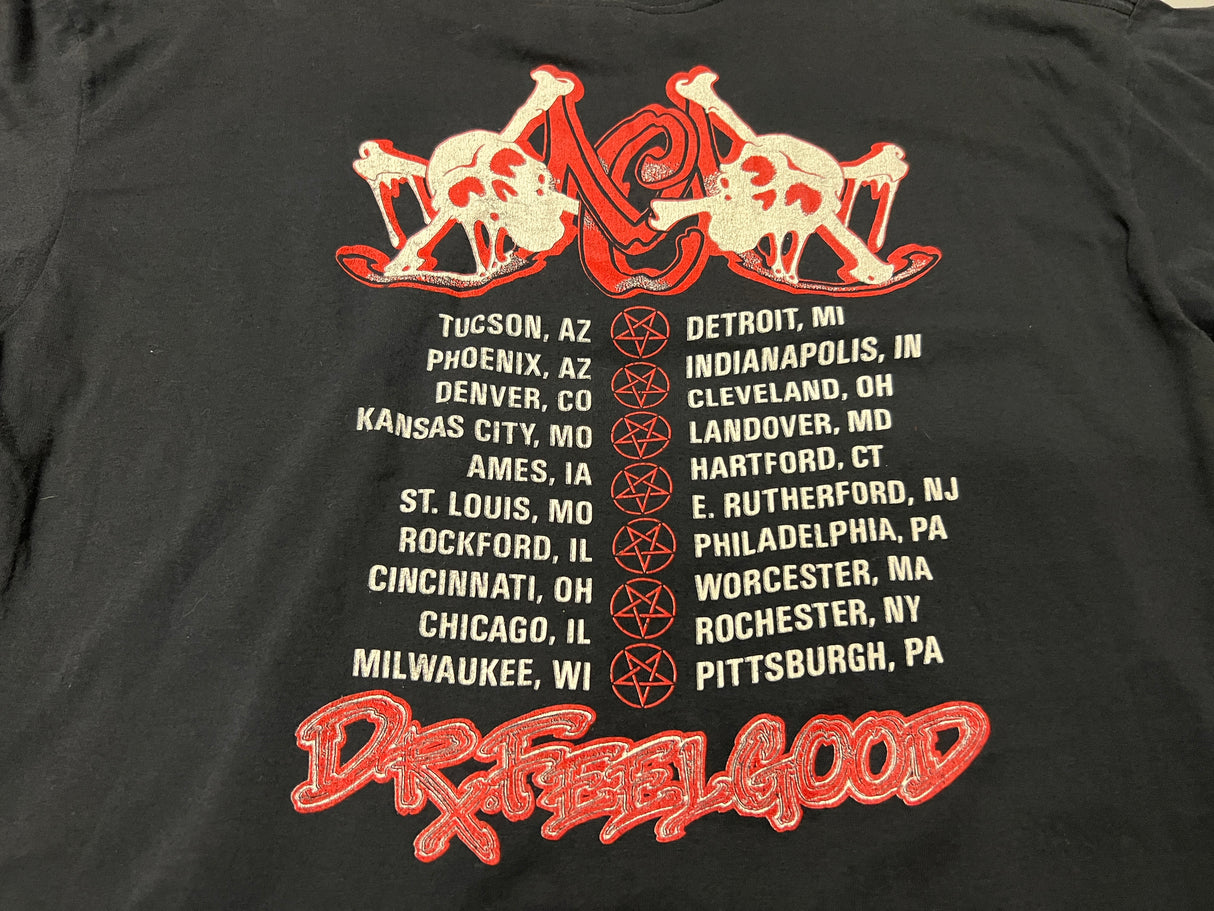 MC
TUCSON, AZ
PHOENIX, AZ
DENVER, CO
KANSAS CITY, MO
AMES, IA
ST. LOUIS, MO
ROCKFORD, IL
CINCINNATI, OH
CHICAGO, IL
MILWAUKEE, WI
DETROIT, MI
INDIANAPOLIS, IN
CLEVELAND, OH
LANDOVER, MD
HARTFORD, CT
E. RUTHERFORD, NJ
PHILADELPHIA, PA
WORCESTER, MA
ROCHESTER, NY
PITTSBURGH, PA
DR. FEELGOOD